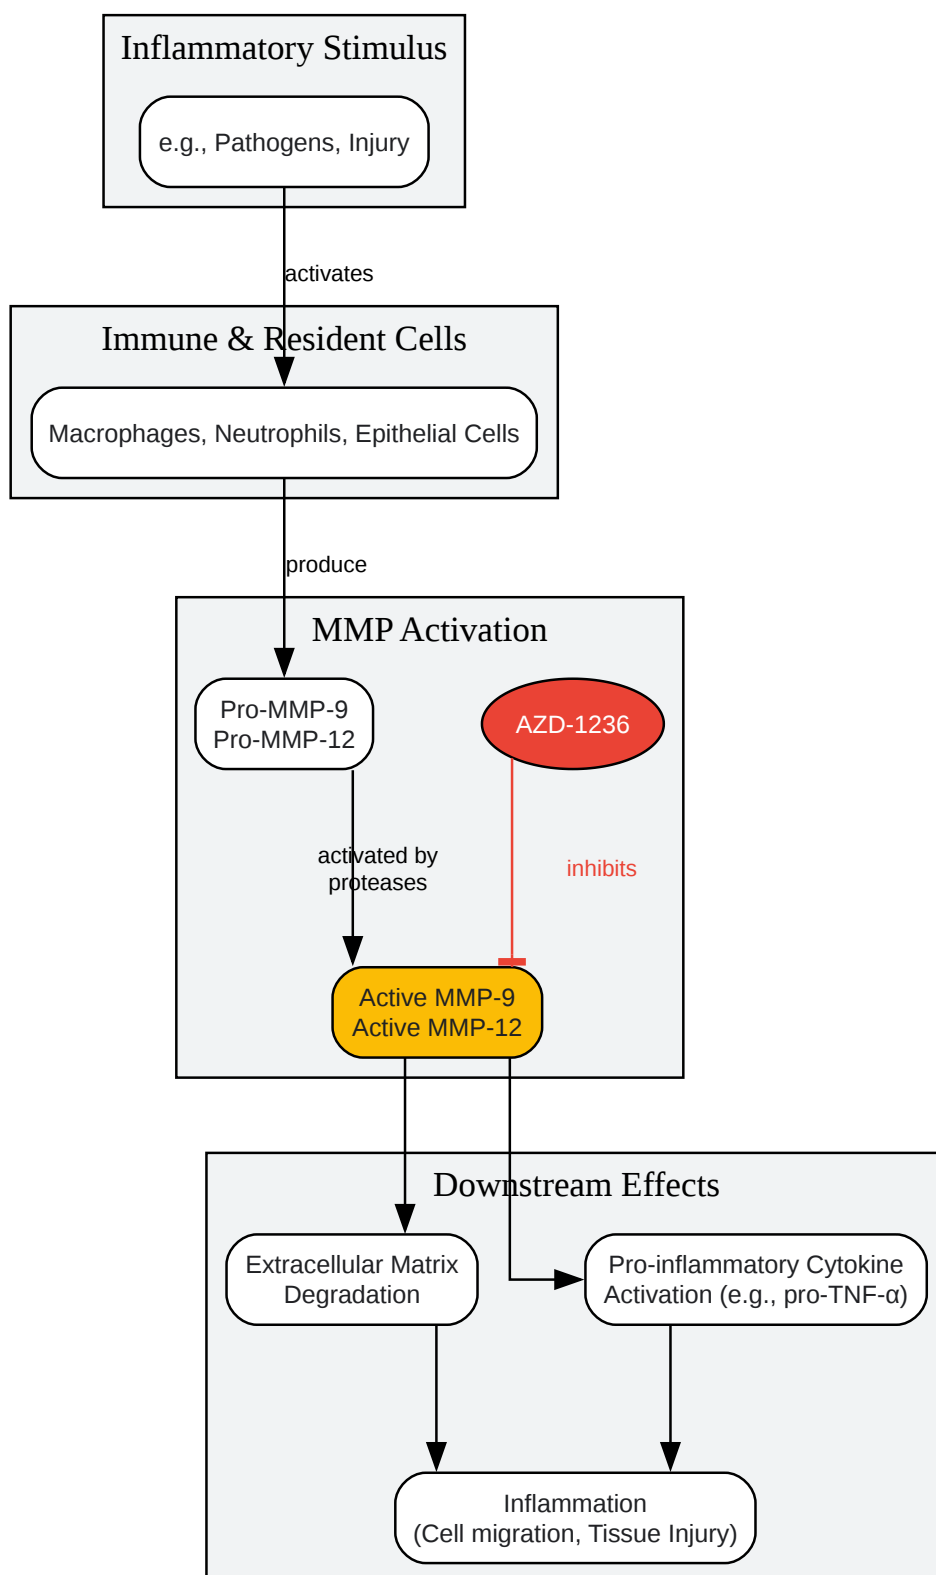 Inflammatory Stimulus
e.g., Pathogens, Injury
activates
Immune & Resident Cells
Macrophages, Neutrophils, Epithelial Cells
produce
MMP Activation
Pro-MMP-9
Pro-MMP-12
AZD-1236
activated by
proteases
inhibits
Active MMP-9
Active MMP-12
Downstream Effects
Extracellular Matrix
Degradation
Pro-inflammatory Cytokine
Activation (e.g., pro-TNF-α)
Inflammation
(Cell migration, Tissue Injury)